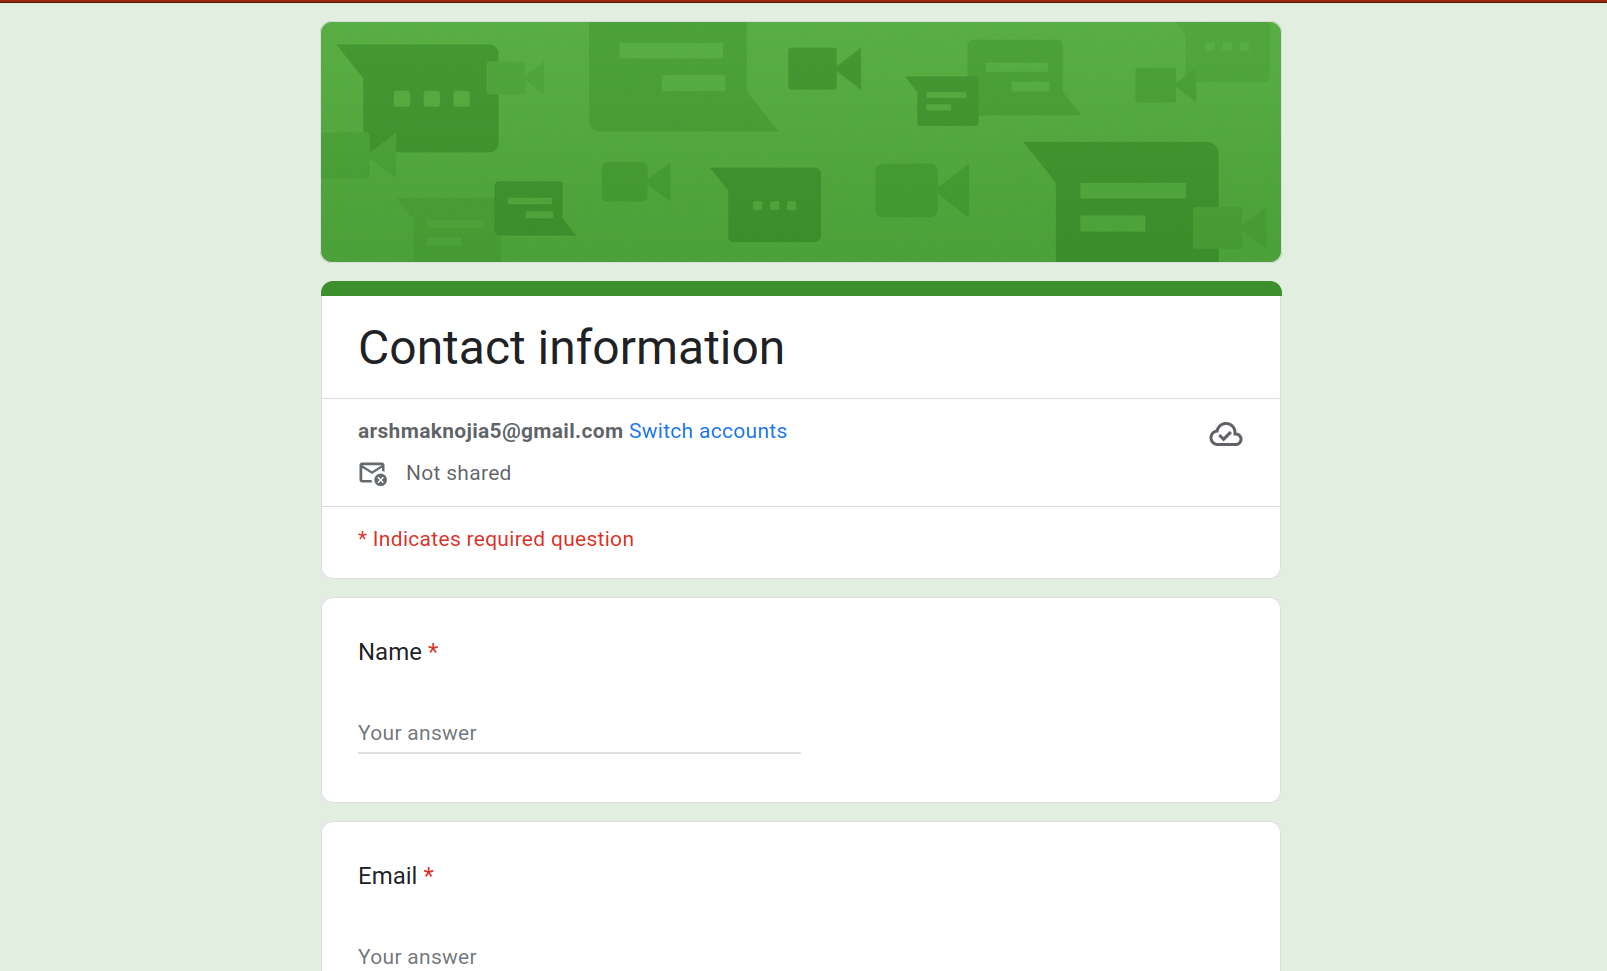 Contact information
arshmaknojia5@gmail.com Switch accounts
Not shared
* Indicates required question
Name *
Your answer
Email *
Your answer